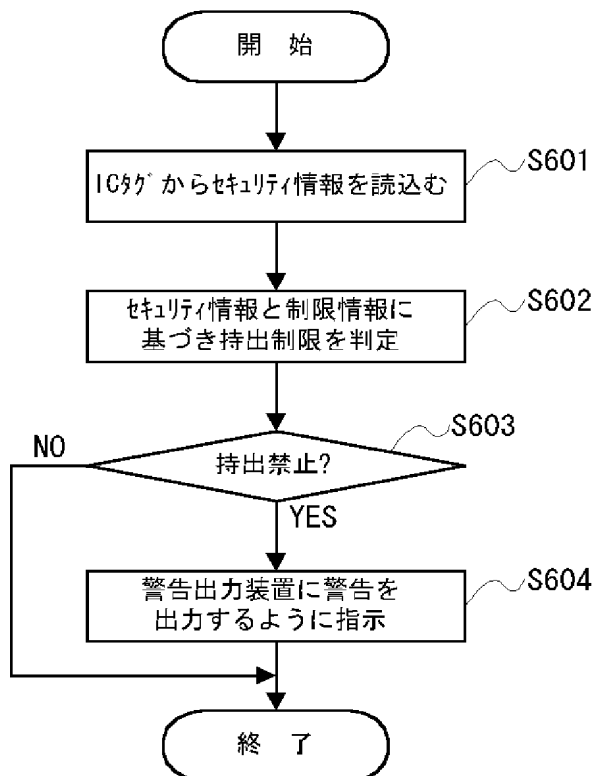 開　始
ICﾀｸﾞからｾｷｭﾘﾃｨ情報を読込む
S601
ｾｷｭﾘﾃｨ情報と制限情報に
基づき持出制限を判定
S602
持出禁止?
S603
NO
YES
警告出力装置に警告を
出力するように指示
S604
終　了